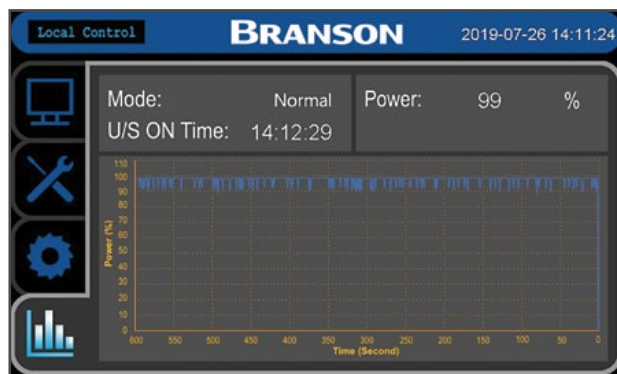 Local Control
BRANSON
2019-07-26 14:11:24
Mode: Normal
U/S ON Time: 14:12:29
Power: 99 %
110
100
90
80
70
60
50
40
30
20
10
0
Power (%)
600 550 450 400 350 300 250 200 150 100 50 0
Time (Second)